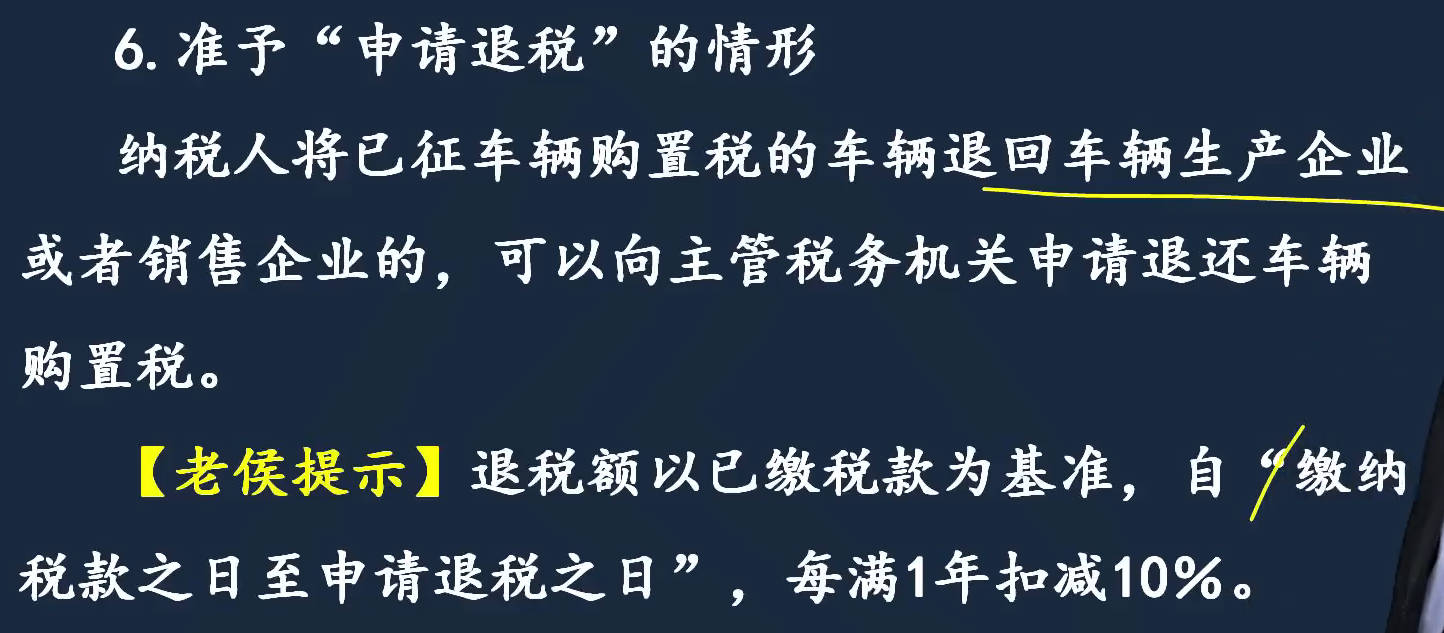 6. 准予“申请退税”的情形
纳税人将已征车辆购置税的车辆退回车辆生产企业
或者销售企业的，可以向主管税务机关申请退还车辆
购置税。
【老侯提示】退税额以已缴税款为基准，自“缴纳
税款之日至申请退税之日”，每满1年扣减10%。